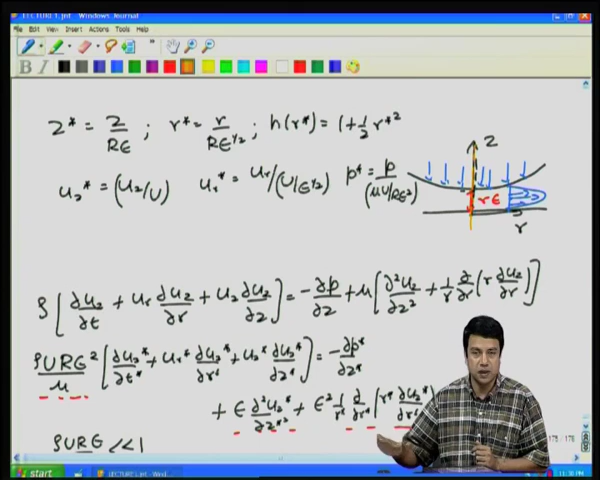 LECTURE 1.jnt - Windows Journal
File Edit View Insert Actions Tools Help
B I
z* = z/Rε ; r* = r/Rε^1/2 ; h(r*) = (1+½ r*²
u_z* = (u_z/U) u_r* = u_r/(U/ε^1/2) p* = p/(μU/Rε²)
z
rε
r
ρ[∂u_z/∂t + u_r ∂u_z/∂r + u_z ∂u_z/∂z] = -∂p/∂z + μ[∂²u_z/∂z² + 1/r ∂/∂r (r ∂u_z/∂r)]
ρURε²/μ [∂u_z*/∂t* + u_r* ∂u_z*/∂r* + u_z* ∂u_z*/∂z*] = -∂p*/∂z*
+ ε ∂²u_z*/∂z*² + ε² 1/r* ∂/∂r* (r* ∂u_z*/∂r*)
ρURε ≪ 1
start LECTURE 1.jnt - Wind...